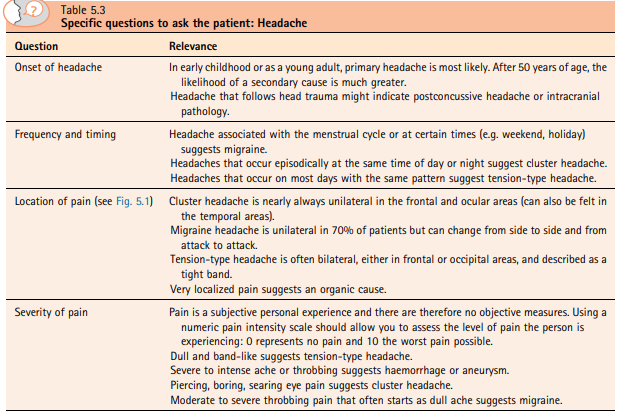 ?
Table 5.3
Specific questions to ask the patient: Headache
Question Relevance
Onset of headache In early childhood or as a young adult, primary headache is most likely. After 50 years of age, the
likelihood of a secondary cause is much greater.
Headache that follows head trauma might indicate postconcussive headache or intracranial
pathology.
Frequency and timing Headache associated with the menstrual cycle or at certain times (e.g. weekend, holiday)
suggests migraine.
Headaches that occur episodically at the same time of day or night suggest cluster headache.
Headaches that occur on most days with the same pattern suggest tension-type headache.
Location of pain (see Fig. 5.1) Cluster headache is nearly always unilateral in the frontal and ocular areas (can also be felt in
the temporal areas).
Migraine headache is unilateral in 70% of patients but can change from side to side and from
attack to attack.
Tension-type headache is often bilateral, either in frontal or occipital areas, and described as a
tight band.
Very localized pain suggests an organic cause.
Severity of pain Pain is a subjective personal experience and there are therefore no objective measures. Using a
numeric pain intensity scale should allow you to assess the level of pain the person is
experiencing: 0 represents no pain and 10 the worst pain possible.
Dull and band-like suggests tension-type headache.
Severe to intense ache or throbbing suggests haemorrhage or aneurysm.
Piercing, boring, searing eye pain suggests cluster headache.
Moderate to severe throbbing pain that often starts as dull ache suggests migraine.